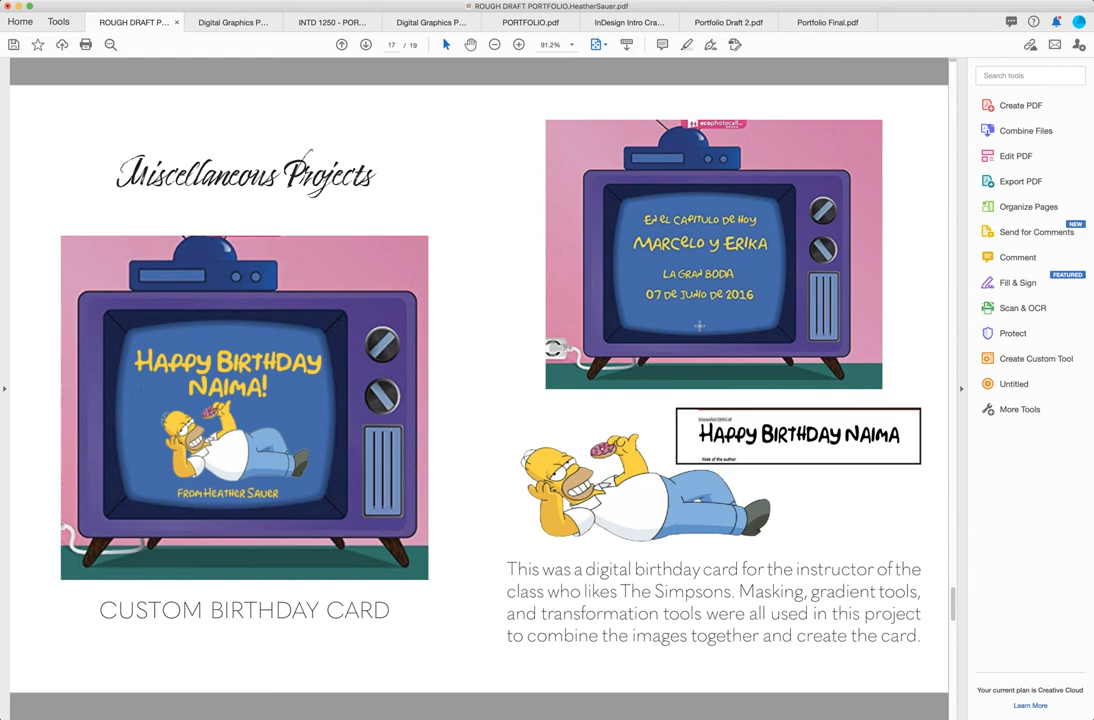 ROUGH DRAFT PORTFOLIO.HeatherSauer.pdf
Home
Tools
ROUGH DRAFT P...
Digital Graphics P...
INTD 1250 - POR...
Digital Graphics P...
PORTFOLIO.pdf
InDesign Intro Cra...
Portfolio Draft 2.pdf
Portfolio Final.pdf
17 / 19
91.2%
Miscellaneous Projects
HAPPY BIRTHDAY
NAIMA!
FROM HEATHER SAUER
CUSTOM BIRTHDAY CARD
ecophotocall
EN EL CAPITULO DE HOY
MARCELO Y ERIKA
LA GRAN BODA
07 DE JUNIO DE 2016
HAPPY BIRTHDAY NAIMA
Note of the author
This was a digital birthday card for the instructor of the
class who likes The Simpsons. Masking, gradient tools,
and transformation tools were all used in this project
to combine the images together and create the card.
Search tools
Create PDF
Combine Files
Edit PDF
Export PDF
Organize Pages
NEW
Send for Comments
Comment
FEATURED
Fill & Sign
Scan & OCR
Protect
Create Custom Tool
Untitled
More Tools
Your current plan is Creative Cloud
Learn More